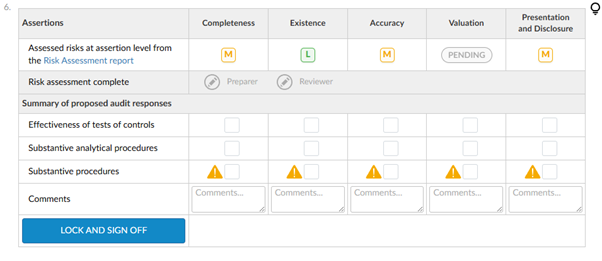 6.
Assertions Completeness Existence Accuracy Valuation Presentation
and Disclosure
Assessed risks at assertion level from
the Risk Assessment report M L M PENDING M
Risk assessment complete Preparer Reviewer
Summary of proposed audit responses
Effectiveness of tests of controls
Substantive analytical procedures
Substantive procedures
Comments Comments... Comments... Comments... Comments... Comments...
LOCK AND SIGN OFF